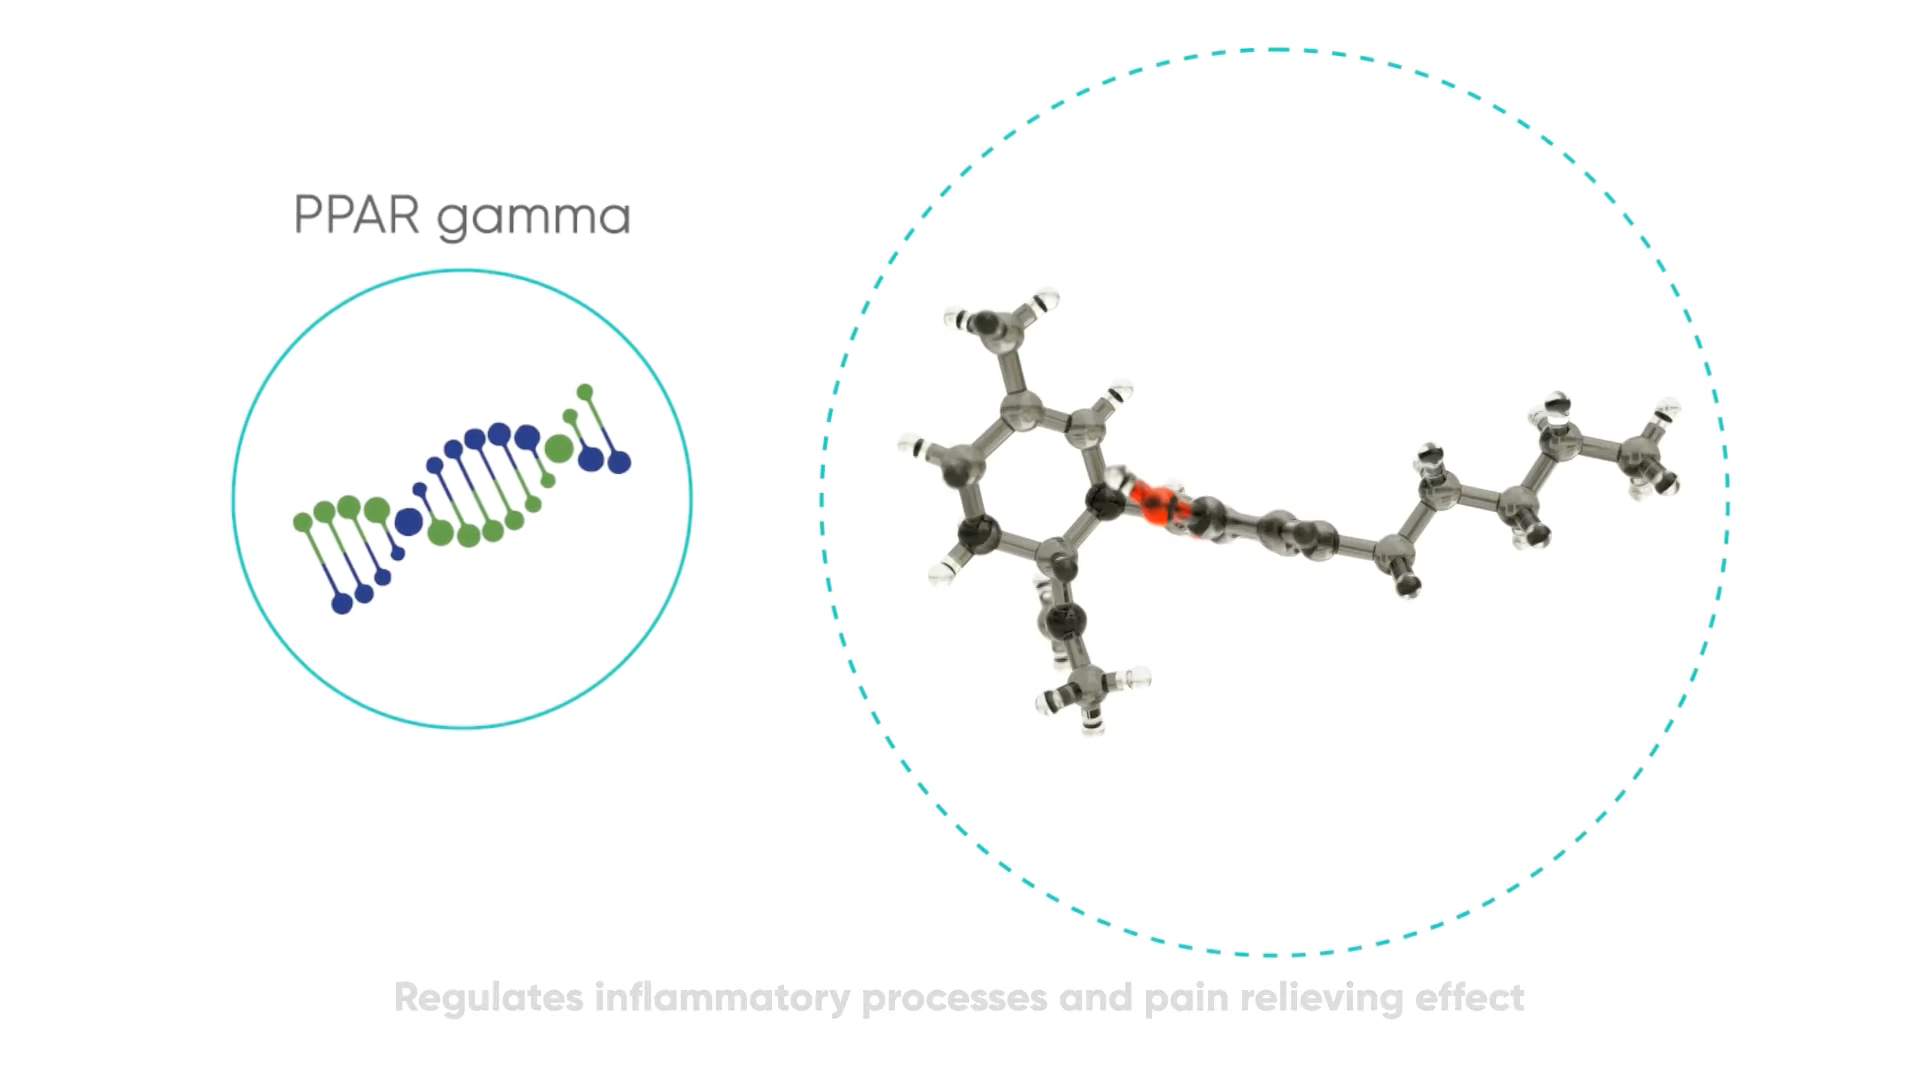 PPAR gamma
Regulates inflammatory processes and pain relieving effect